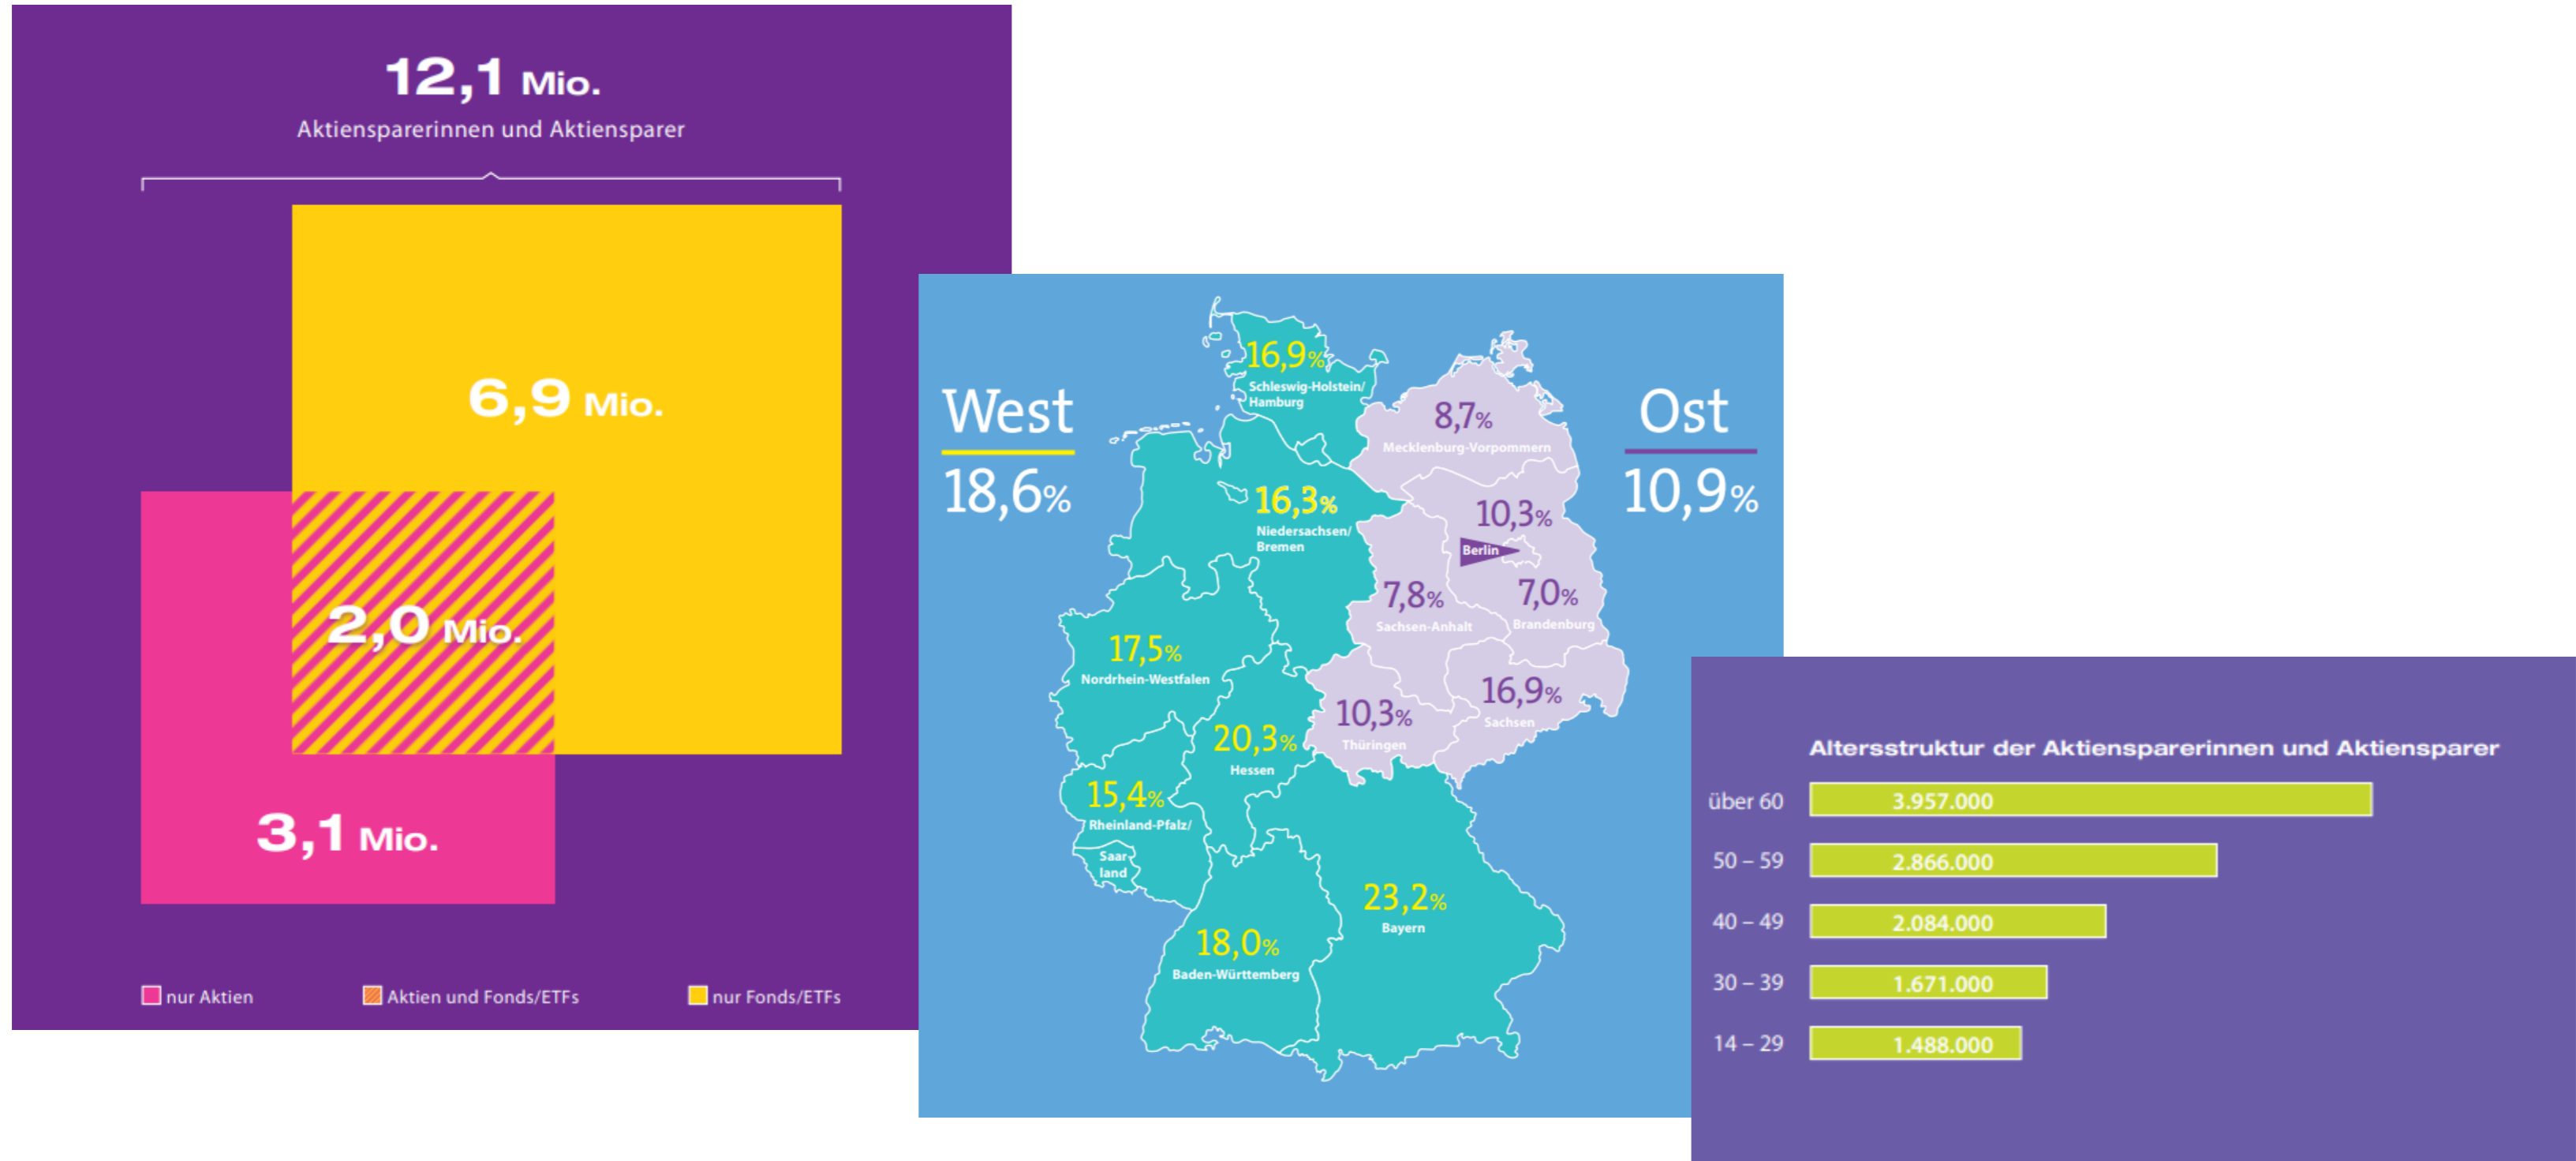 12,1 Mio.
Aktiensparerinnen und Aktiensparer
6,9 Mio.
2,0 Mio.
3,1 Mio.
nur Aktien
Aktien und Fonds/ETFs
nur Fonds/ETFs
West
18,6%
Ost
10,9%
16,9%
Schleswig-Holstein/
Hamburg
8,7%
Mecklenburg-Vorpommern
16,3%
Niedersachsen/
Bremen
10,3%
Berlin
7,8%
Sachsen-Anhalt
7,0%
Brandenburg
17,5%
Nordrhein-Westfalen
16,9%
Sachsen
10,3%
Thüringen
20,3%
Hessen
15,4%
Rheinland-Pfalz/
Saar-
land
23,2%
Bayern
18,0%
Baden-Württemberg
Altersstruktur der Aktiensparerinnen und Aktiensparer
über 60 3.957.000
50 – 59 2.866.000
40 – 49 2.084.000
30 – 39 1.671.000
14 – 29 1.488.000